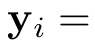 𝐲ᵢ =